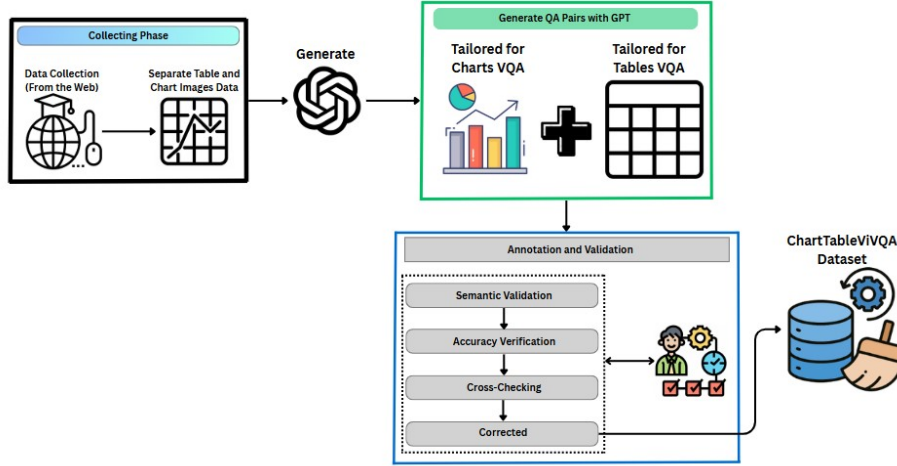 Collecting Phase
Data Collection
(From the Web)
Separate Table and
Chart Images Data
Generate
Generate QA Pairs with GPT
Tailored for
Charts VQA
Tailored for
Tables VQA
Annotation and Validation
Semantic Validation
Accuracy Verification
Cross-Checking
Corrected
ChartTableViVQA
Dataset